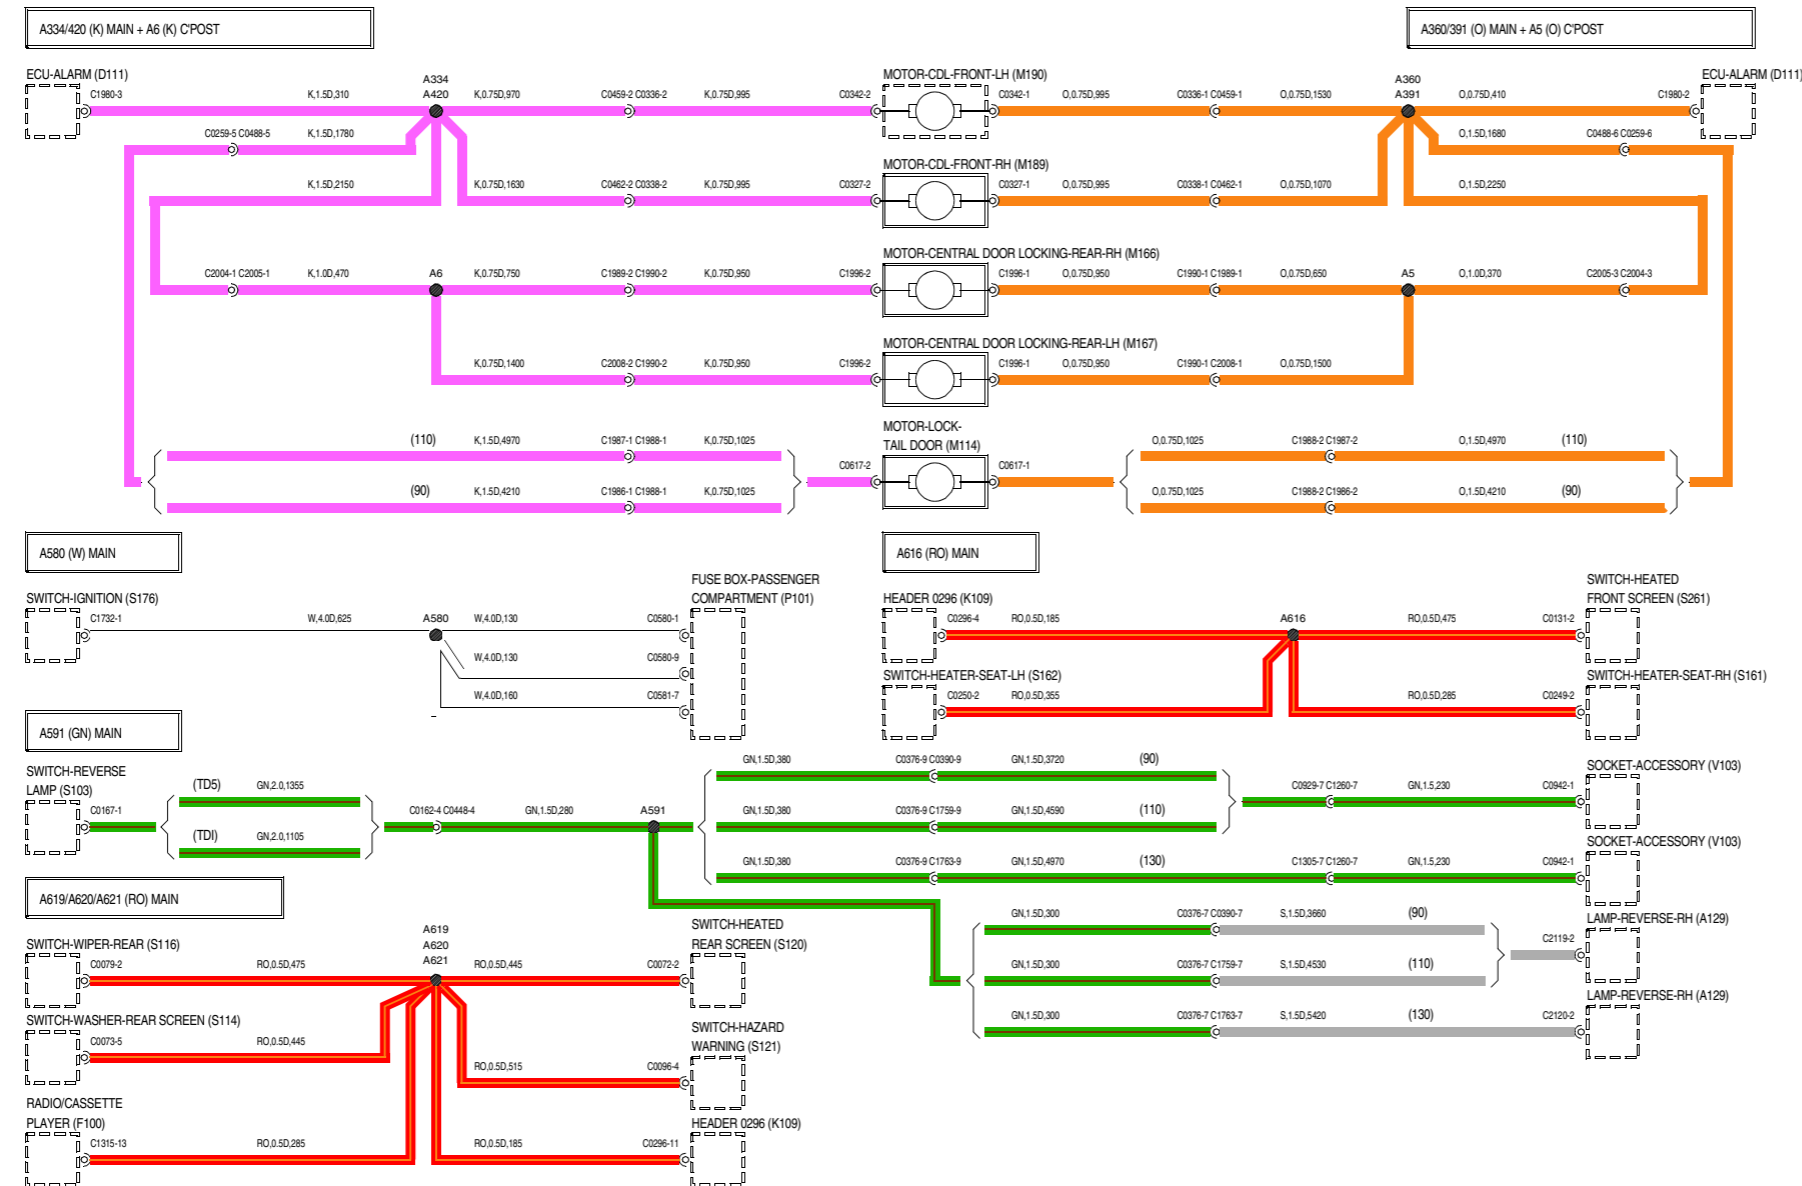 A334/420 (K) MAIN + A6 (K) C'POST
A360/391 (O) MAIN + A5 (O) C'POST
ECU-ALARM (D111)
A334
MOTOR-CDL-FRONT-LH (M190)
A360
ECU-ALARM (D111)
C1980-3
K,1.5D,310
A420
K,0.75D,970
C0459-2 C0336-2
K,0.75D,995
C0342-2
C0342-1
O,0.75D,995
C0336-1 C0459-1
O,0.75D,1530
A391
O,0.75D,410
C1980-2
C0259-5 C0488-5
K,1.5D,1780
O,1.5D,1680
C0488-6 C0259-6
MOTOR-CDL-FRONT-RH (M189)
K,1.5D,2150
K,0.75D,1630
C0462-2 C0338-2
K,0.75D,995
C0327-2
C0327-1
O,0.75D,995
C0338-1 C0462-1
O,0.75D,1070
O,1.5D,2250
MOTOR-CENTRAL DOOR LOCKING-REAR-RH (M166)
C2004-1 C2005-1
K,1.0D,470
A6
K,0.75D,750
C1989-2 C1990-2
K,0.75D,950
C1996-2
C1996-1
O,0.75D,950
C1990-1 C1989-1
O,0.75D,650
A5
O,1.0D,370
C2005-3 C2004-3
MOTOR-CENTRAL DOOR LOCKING-REAR-LH (M167)
K,0.75D,1400
C2008-2 C1990-2
K,0.75D,950
C1996-2
C1996-1
O,0.75D,950
C1990-1 C2008-1
O,0.75D,1500
MOTOR-LOCK-
TAIL DOOR (M114)
(110)
K,1.5D,4970
C1987-1 C1988-1
K,0.75D,1025
O,0.75D,1025
C1988-2 C1987-2
O,1.5D,4970
(110)
C0617-2
C0617-1
(90)
K,1.5D,4210
C1986-1 C1988-1
K,0.75D,1025
O,0.75D,1025
C1988-2 C1986-2
O,1.5D,4210
(90)
A580 (W) MAIN
A616 (RO) MAIN
SWITCH-IGNITION (S176)
FUSE BOX-PASSENGER
COMPARTMENT (P101)
C1732-1
W,4.0D,625
A580
W,4.0D,130
C0580-1
W,4.0D,130
C0580-9
W,4.0D,160
C0581-7
HEADER 0296 (K109)
SWITCH-HEATED
FRONT SCREEN (S261)
C0296-4
RO,0.5D,185
A616
RO,0.5D,475
C0131-2
SWITCH-HEATER-SEAT-LH (S162)
SWITCH-HEATER-SEAT-RH (S161)
C0250-2
RO,0.5D,355
RO,0.5D,285
C0249-2
A591 (GN) MAIN
SWITCH-REVERSE
LAMP (S103)
C0167-1
(TD5)
GN,2.0,1355
(TDI)
GN,2.0,1105
C0162-4 C0448-4
GN,1.5D,280
A591
GN,1.5D,380
C0376-9 C0390-9
GN,1.5D,3720
(90)
SOCKET-ACCESSORY (V103)
C0929-7 C1260-7
GN,1.5,230
C0942-1
GN,1.5D,380
C0376-9 C1759-9
GN,1.5D,4590
(110)
SOCKET-ACCESSORY (V103)
GN,1.5D,380
C0376-9 C1763-9
GN,1.5D,4970
(130)
C1305-7 C1260-7
GN,1.5,230
C0942-1
GN,1.5D,300
C0376-7 C0390-7
S,1.5D,3660
(90)
LAMP-REVERSE-RH (A129)
C2119-2
GN,1.5D,300
C0376-7 C1759-7
S,1.5D,4530
(110)
LAMP-REVERSE-RH (A129)
GN,1.5D,300
C0376-7 C1763-7
S,1.5D,5420
(130)
C2120-2
A619/A620/A621 (RO) MAIN
SWITCH-WIPER-REAR (S116)
A619
A620
A621
SWITCH-HEATED
REAR SCREEN (S120)
C0079-2
RO,0.5D,475
RO,0.5D,445
C0072-2
SWITCH-WASHER-REAR SCREEN (S114)
C0073-5
RO,0.5D,445
SWITCH-HAZARD
WARNING (S121)
RO,0.5D,515
C0096-4
RADIO/CASSETTE
PLAYER (F100)
HEADER 0296 (K109)
C1315-13
RO,0.5D,285
RO,0.5D,185
C0296-11